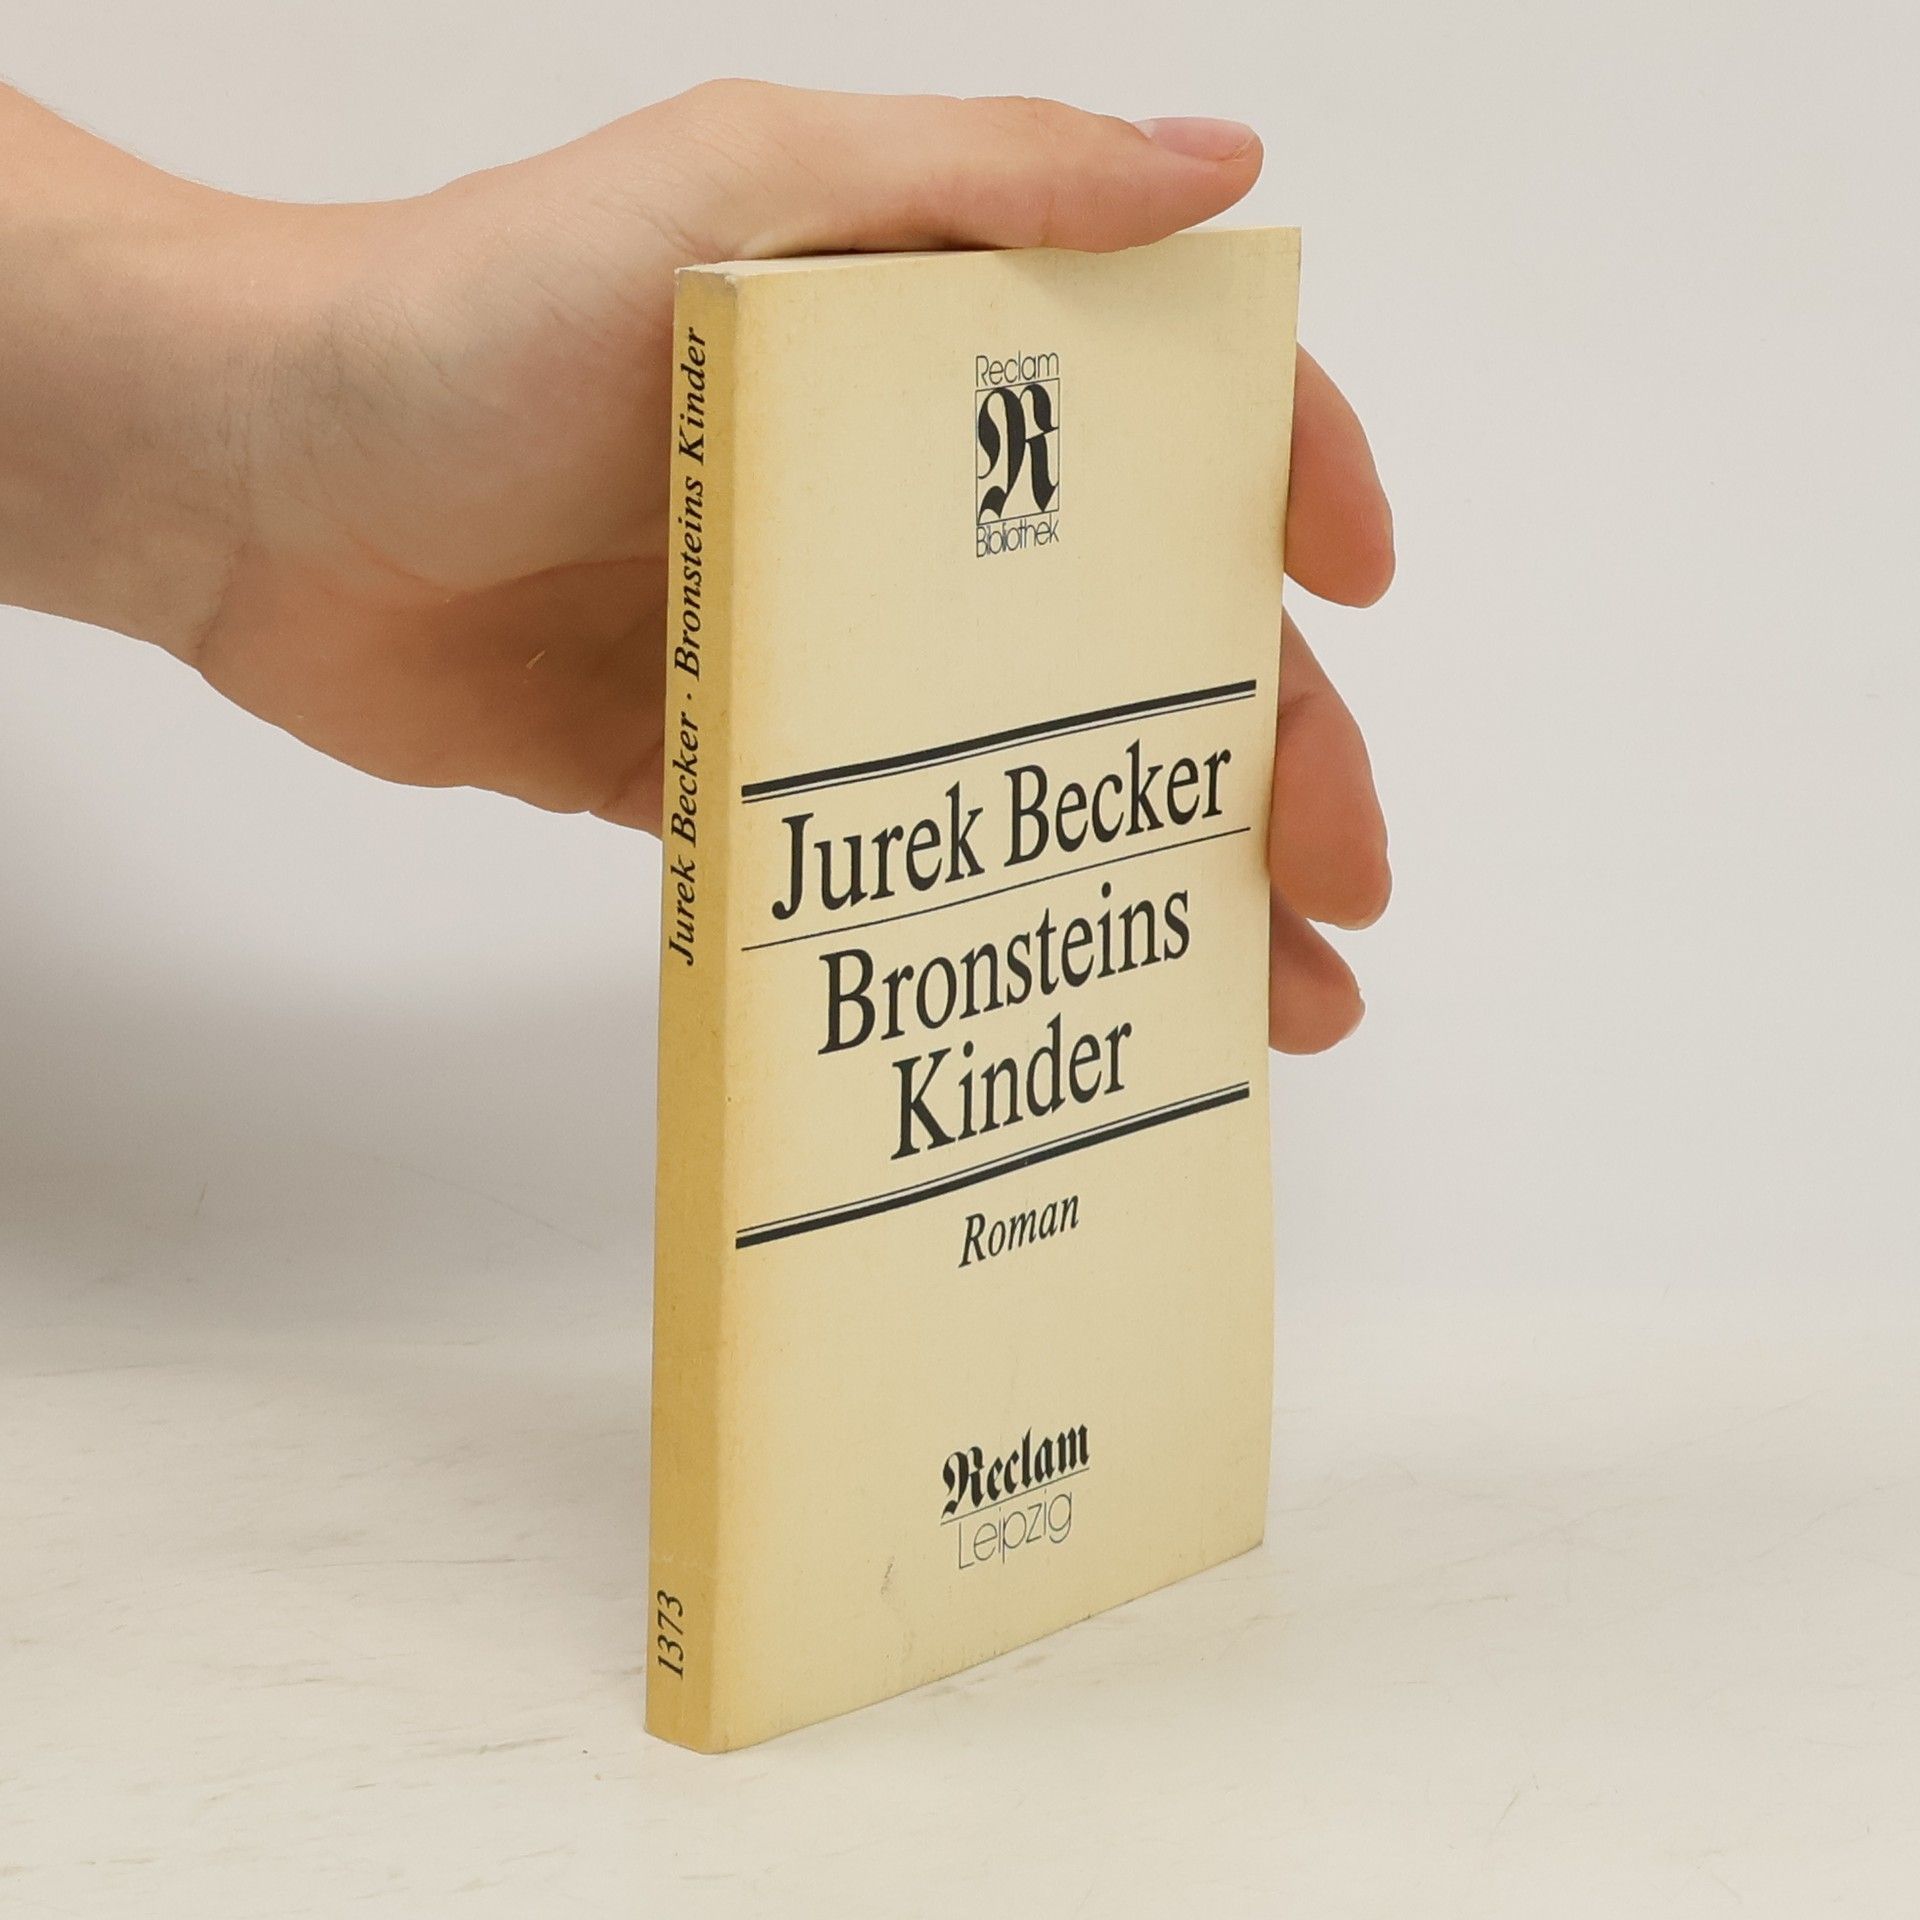 Jurek Becker · Bronsteins Kinder
1373
Reclam
R
Bibliothek
Jurek Becker
Bronsteins
Kinder
Roman
Reclam
Leipzig